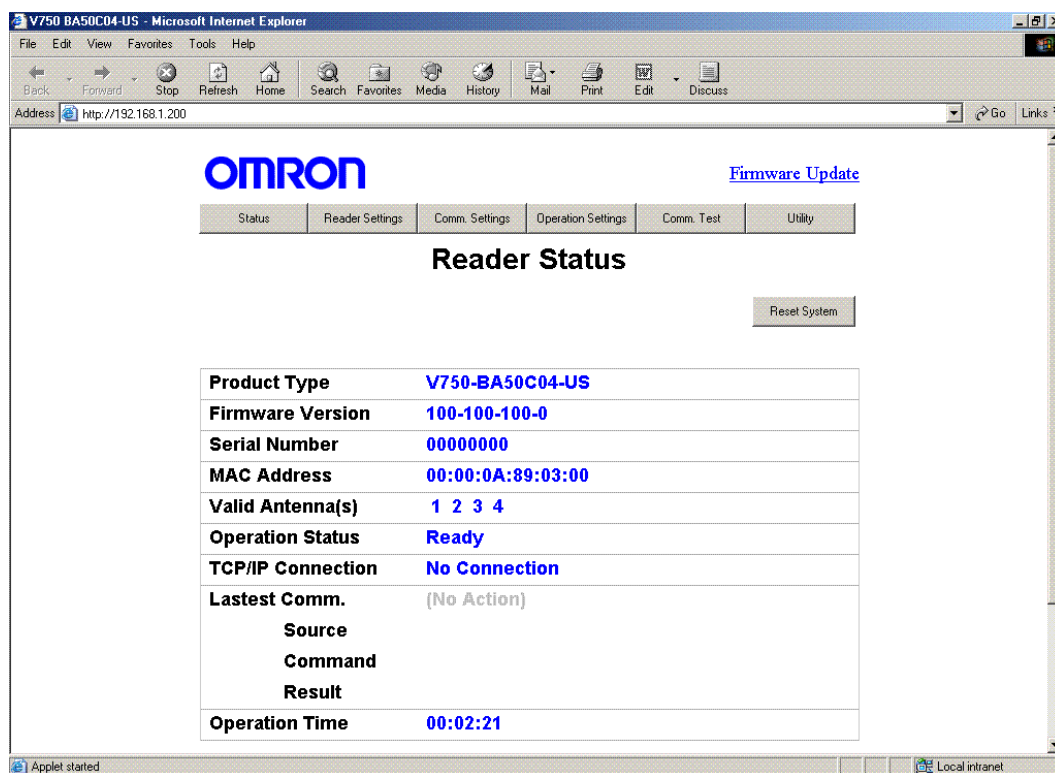 V750 BA50C04-US - Microsoft Internet Explorer
File Edit View Favorites Tools Help
Back Forward Stop Refresh Home Search Favorites Media History Mail Print Edit Discuss
Address http://192.168.1.200 Go Links
OMRON
Firmware Update
Status Reader Settings Comm. Settings Operation Settings Comm. Test Utility
Reader Status
Reset System
Product Type V750-BA50C04-US
Firmware Version 100-100-100-0
Serial Number 00000000
MAC Address 00:00:0A:89:03:00
Valid Antenna(s) 1 2 3 4
Operation Status Ready
TCP/IP Connection No Connection
Lastest Comm. (No Action)
Source
Command
Result
Operation Time 00:02:21
Applet started Local intranet